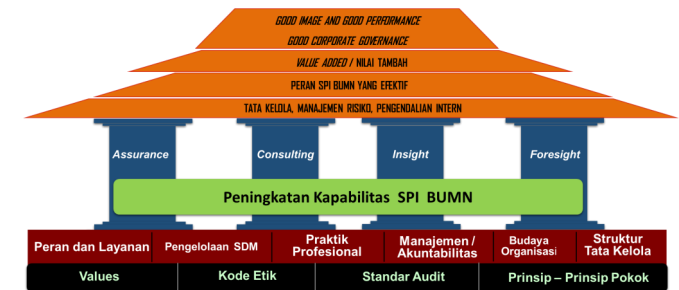 GOOD IMAGE AND GOOD PERFORMANCE
GOOD CORPORATE GOVERNANCE
VALUE ADDED / NILAI TAMBAH
PERAN SPI BUMN YANG EFEKTIF
TATA KELOLA, MANAJEMEN RISIKO, PENGENDALIAN INTERN
Assurance
Consulting
Insight
Foresight
Peningkatan Kapabilitas SPI BUMN
Peran dan Layanan
Pengelolaan SDM
Praktik
Profesional
Manajemen /
Akuntabilitas
Budaya
Organisasi
Struktur
Tata Kelola
Values
Kode Etik
Standar Audit
Prinsip – Prinsip Pokok